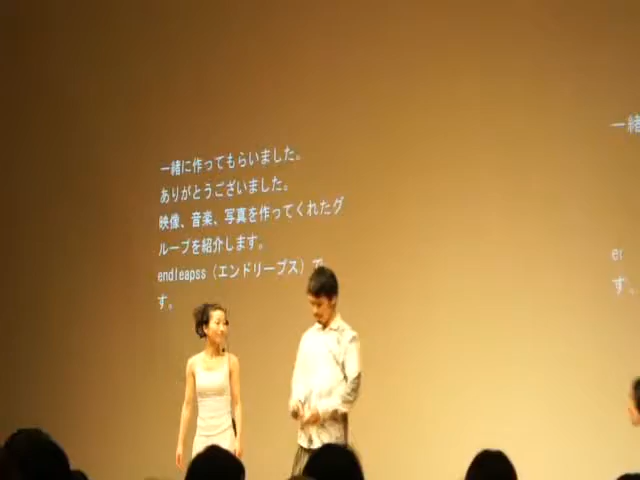 一緒に作ってもらいました。
ありがとうございました。
映像、音楽、写真を作ってくれたグ
ループを紹介します。
endleapss（エンドリープス）で
す。
一緒
er
す。